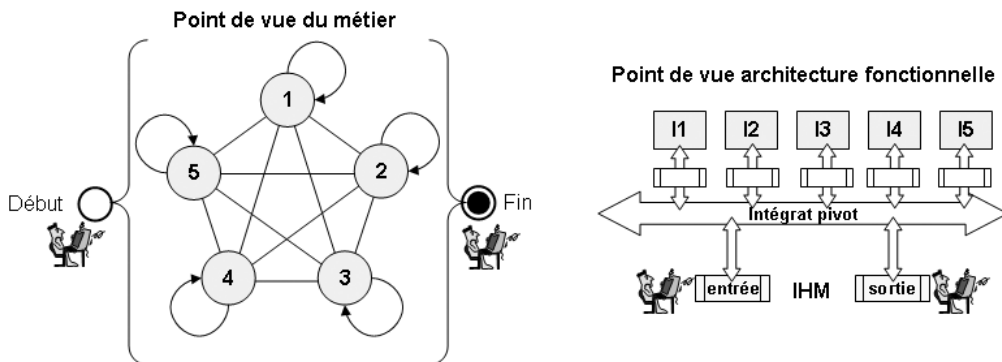 Point de vue du métier
1
5
2
4
3
Début
Fin
Point de vue architecture fonctionnelle
I1 I2 I3 I4 I5
Intégrat pivot
entrée IHM sortie